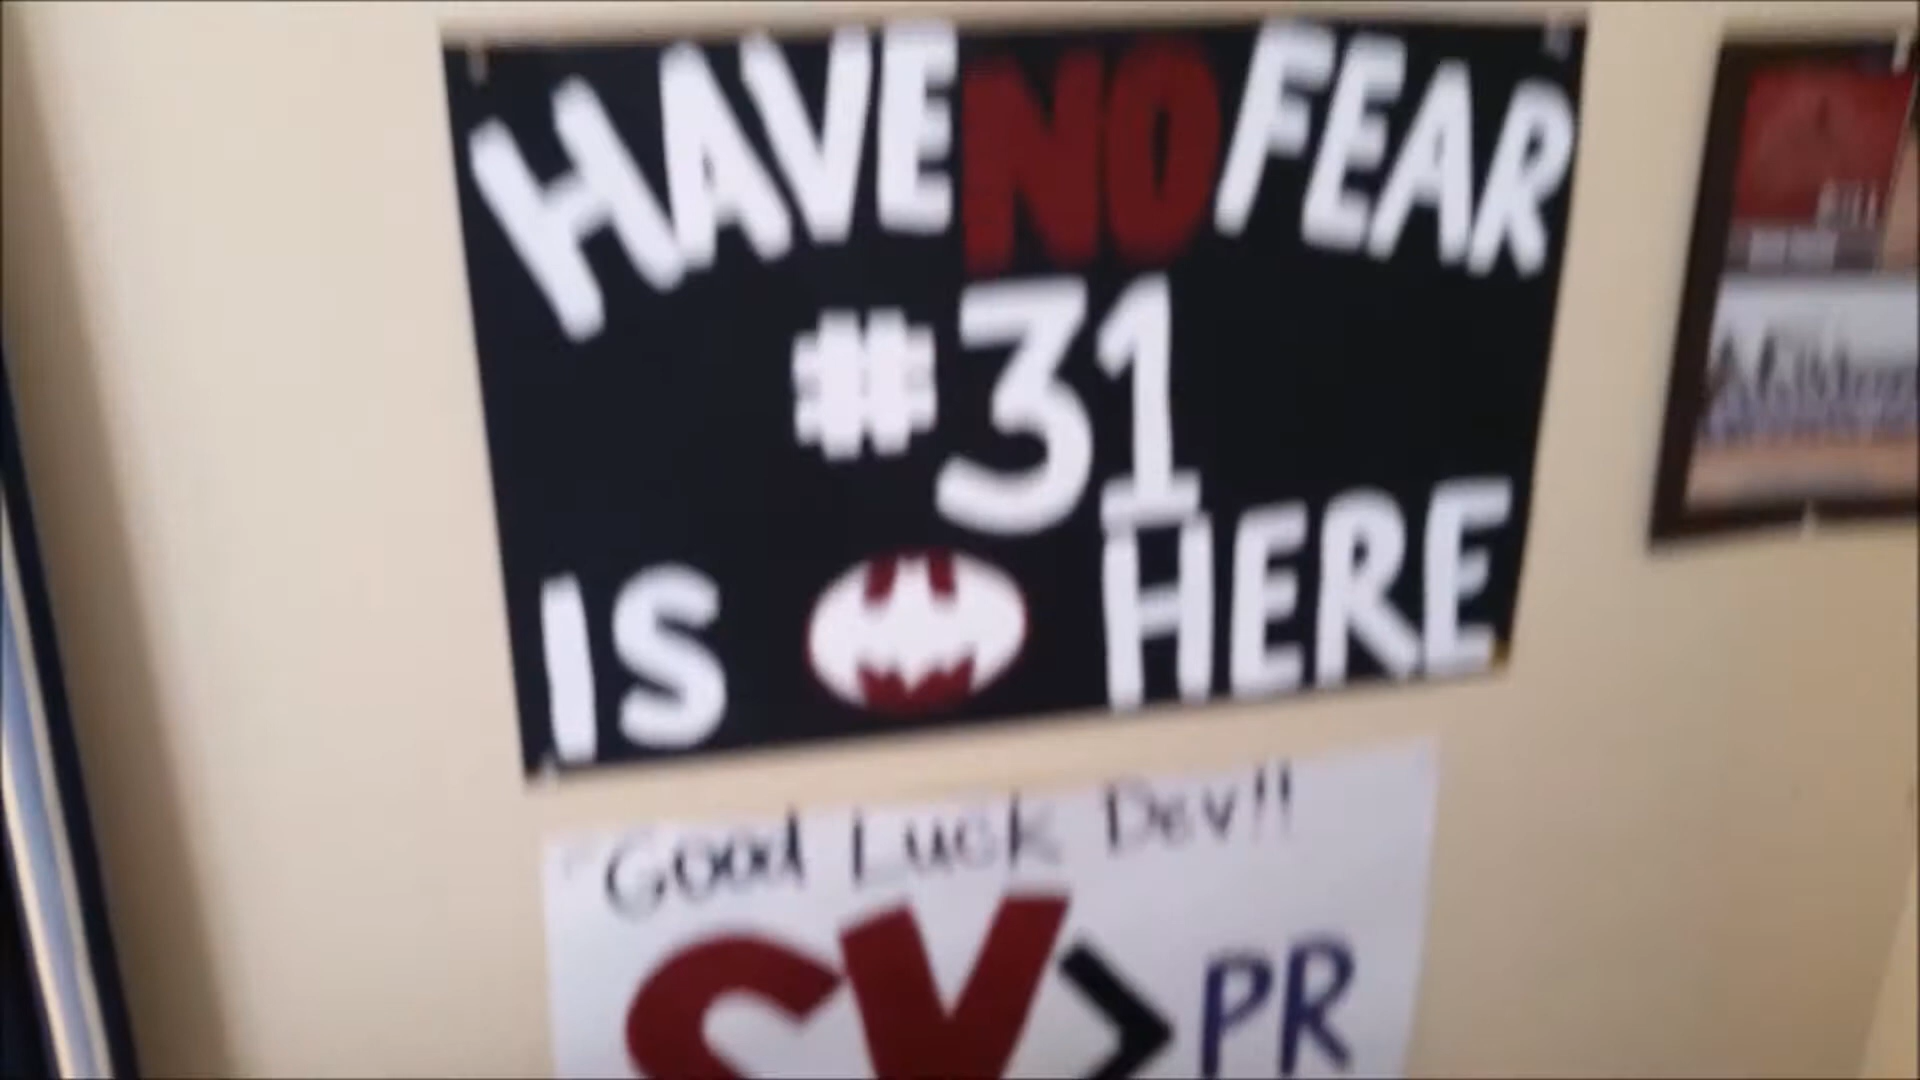 HAVE NO FEAR
#31
IS HERE
Good Luck Dev!!
SV > PR